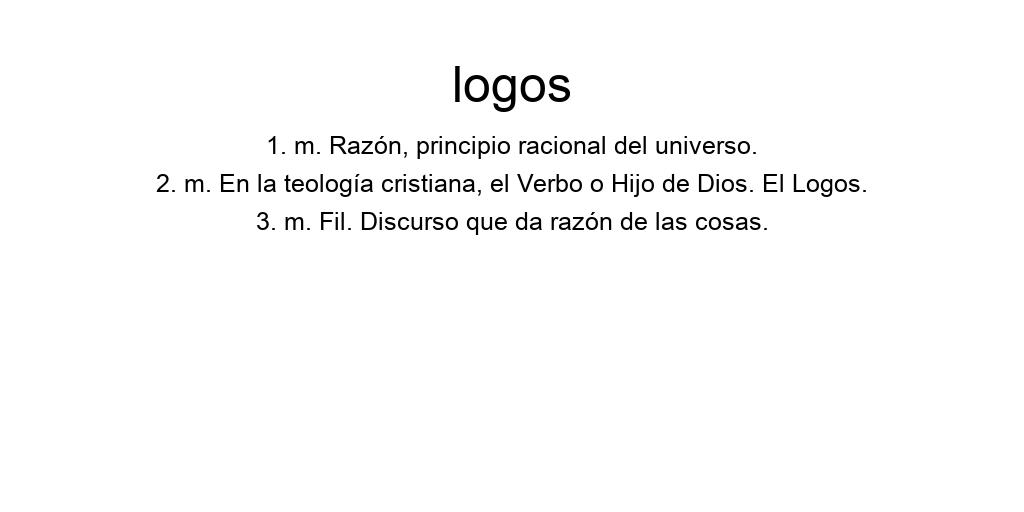 logos
1. m. Razón, principio racional del universo.
2. m. En la teología cristiana, el Verbo o Hijo de Dios. El Logos.
3. m. Fil. Discurso que da razón de las cosas.